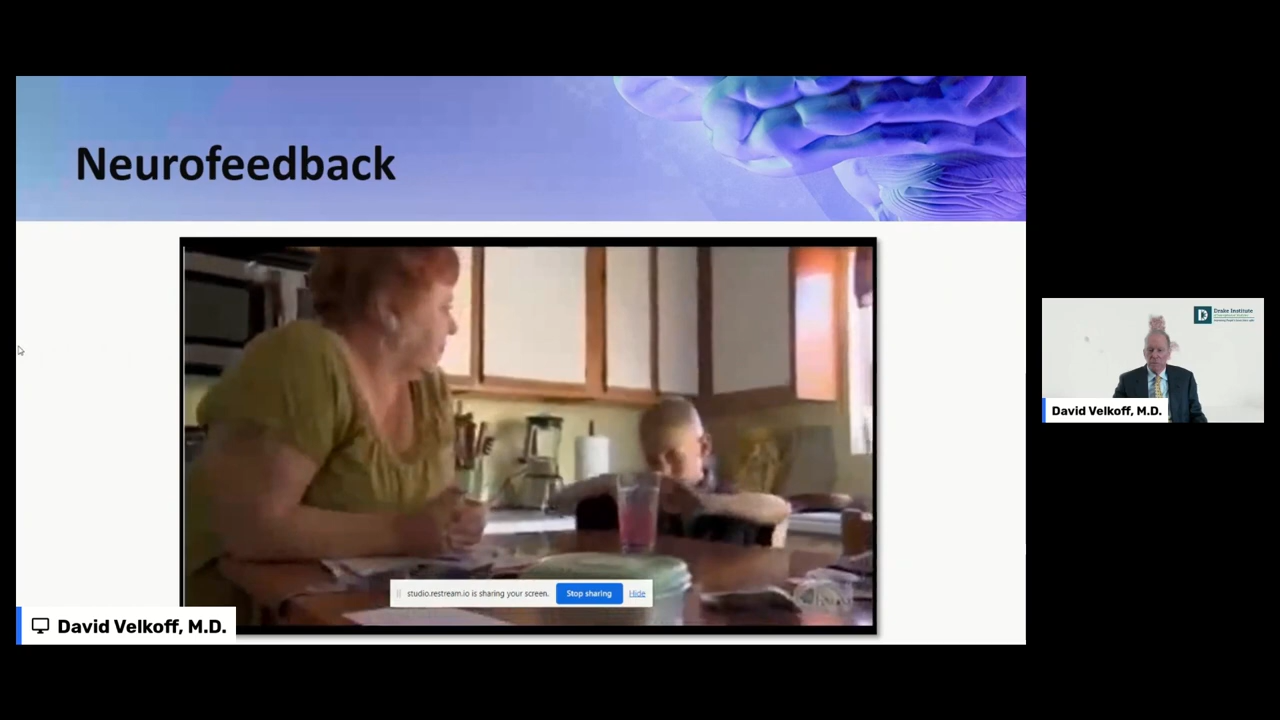 Neurofeedback
studio.restream.io is sharing your screen.
Stop sharing
Hide
David Velkoff, M.D.
Drake Institute
David Velkoff, M.D.